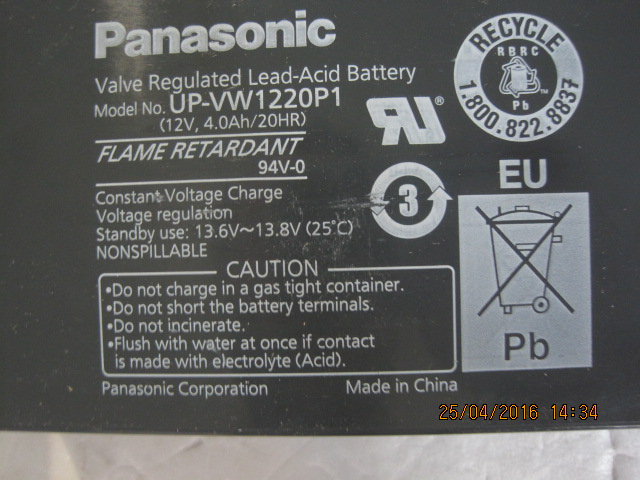 Panasonic
Valve Regulated Lead-Acid Battery
Model No. UP-VW1220P1
(12V, 4.0Ah/20HR)
FLAME RETARDANT
94V-0
Constant Voltage Charge
Voltage regulation
Standby use: 13.6V~13.8V (25°C)
NONSPILLABLE
CAUTION
•Do not charge in a gas tight container.
•Do not short the battery terminals.
•Do not incinerate.
•Flush with water at once if contact
is made with electrolyte (Acid).
Panasonic Corporation
Made in China
RU
3
RECYCLE
RBRC
Pb
TM
1.800.822.8837
EU
Pb
25/04/2016 14:34